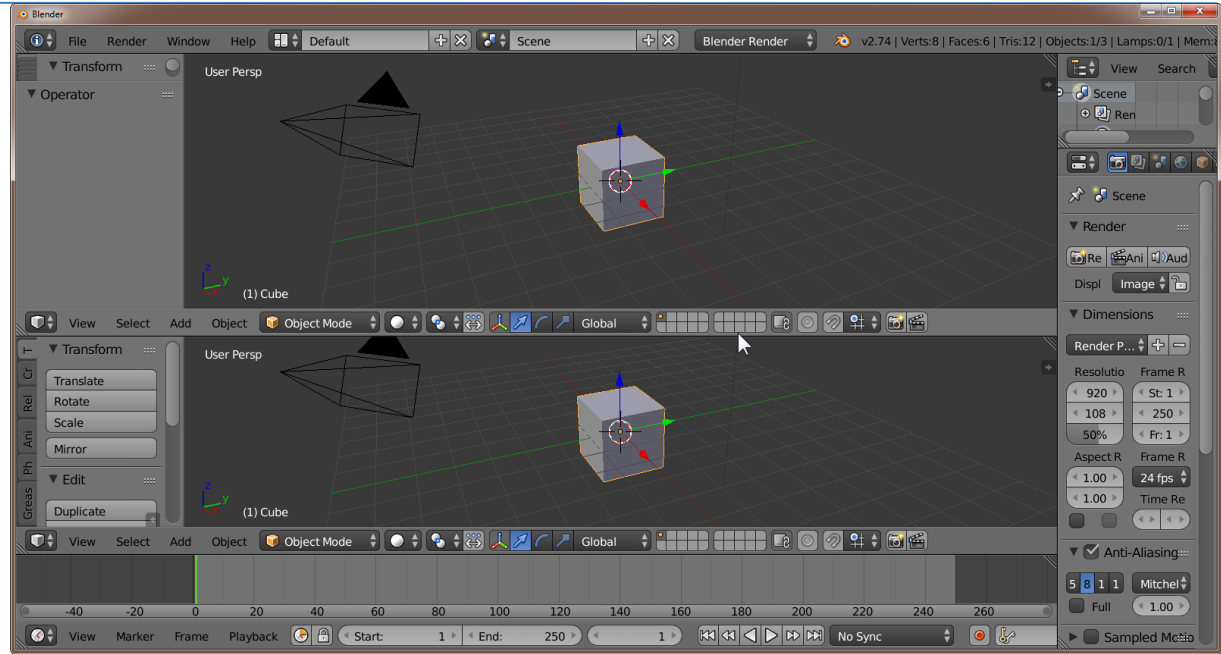 Blender
File Render Window Help Default Scene Blender Render v2.74 | Verts:8 | Faces:6 | Tris:12 | Objects:1/3 | Lamps:0/1 | Mem:
Transform
Operator
User Persp
z
y
(1) Cube
View Select Add Object Object Mode Global
T
Cr
Rel
Ani
Ph
Greas
Transform
Translate
Rotate
Scale
Mirror
Edit
Duplicate
User Persp
z
y
(1) Cube
View Select Add Object Object Mode Global
-40 -20 0 20 40 60 80 100 120 140 160 180 200 220 240 260
View Marker Frame Playback Start: 1 End: 250 1 No Sync
View Search
Scene
Ren
Scene
Render
Re Ani Aud
Displ Image
Dimensions
Render P...
Resolutio Frame R
920 St: 1
108 250
50% Fr: 1
Aspect R Frame R
1.00 24 fps
1.00 Time Re
Anti-Aliasing
5 8 1 1 Mitchel
Full 1.00
Sampled Motio